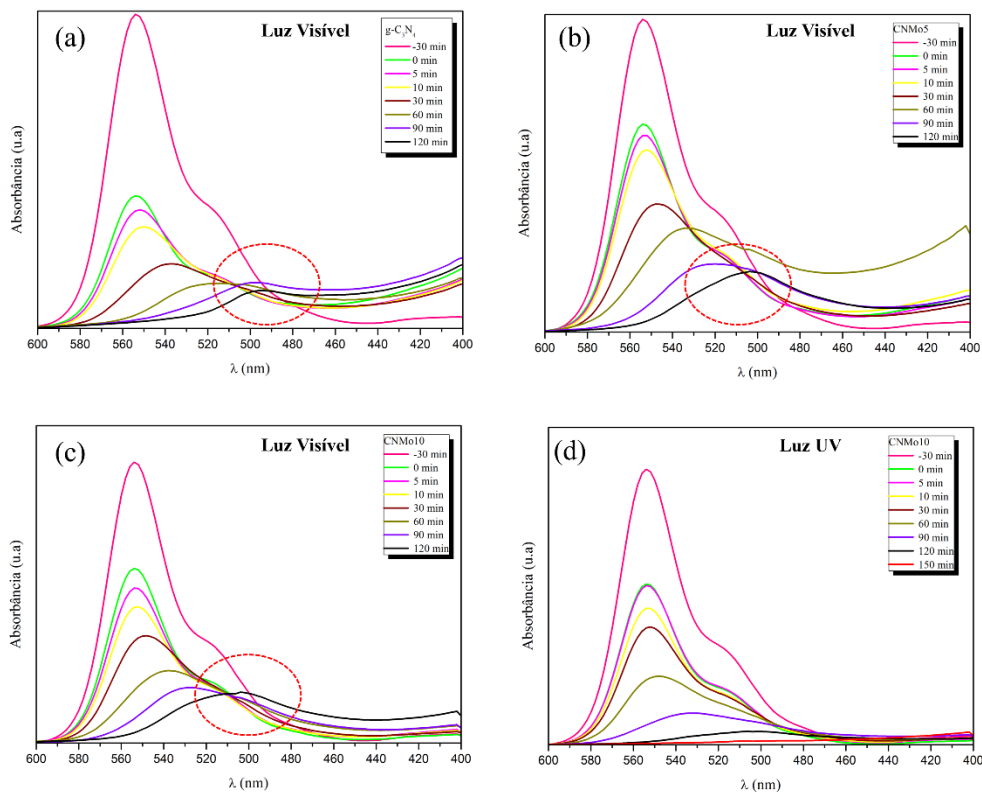 (a)
Luz Visível
g-C₃N₄
-30 min
0 min
5 min
10 min
30 min
60 min
90 min
120 min
Absorbância (u.a)
600 580 560 540 520 500 480 460 440 420 400
λ (nm)
(b)
Luz Visível
CNMo5
-30 min
0 min
5 min
10 min
30 min
60 min
90 min
120 min
Absorbância (u.a)
600 580 560 540 520 500 480 460 440 420 400
λ (nm)
(c)
Luz Visível
CNMo10
-30 min
0 min
5 min
10 min
30 min
60 min
90 min
120 min
Absorbância (u.a)
600 580 560 540 520 500 480 460 440 420 400
λ (nm)
(d)
Luz UV
CNMo10
-30 min
0 min
5 min
10 min
30 min
60 min
90 min
120 min
150 min
Absorbância (u.a)
600 580 560 540 520 500 480 460 440 420 400
λ (nm)